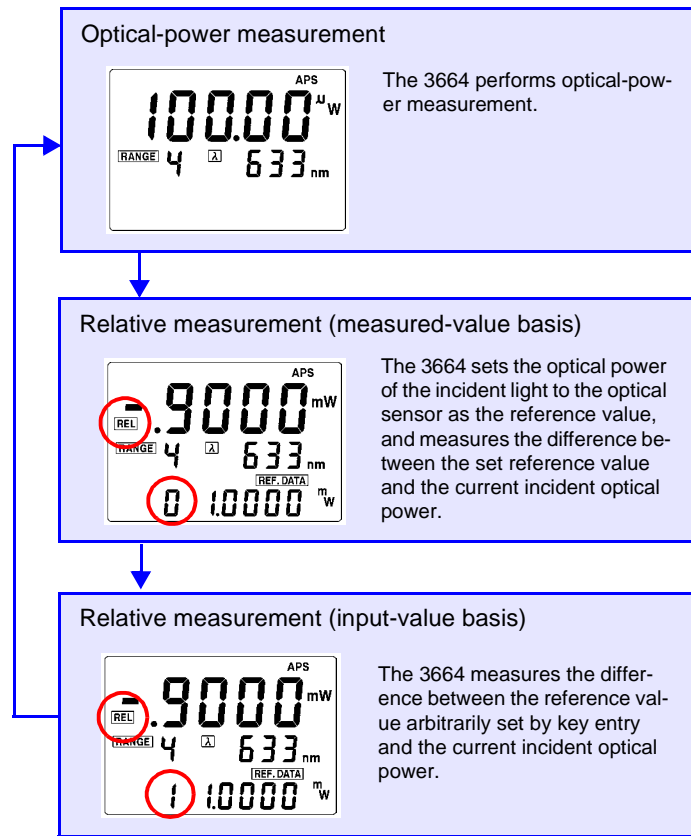 Optical-power measurement
APS
100.00 μW
RANGE 4 λ 633 nm
The 3664 performs optical-pow-
er measurement.
Relative measurement (measured-value basis)
APS
-.9000 mW
REL
RANGE 4 λ 633 nm
REF. DATA
0 1.0000 mW
The 3664 sets the optical power
of the incident light to the optical
sensor as the reference value,
and measures the difference be-
tween the set reference value
and the current incident optical
power.
Relative measurement (input-value basis)
APS
-.9000 mW
REL
RANGE 4 λ 633 nm
REF. DATA
1 1.0000 mW
The 3664 measures the differ-
ence between the reference val-
ue arbitrarily set by key entry
and the current incident optical
power.